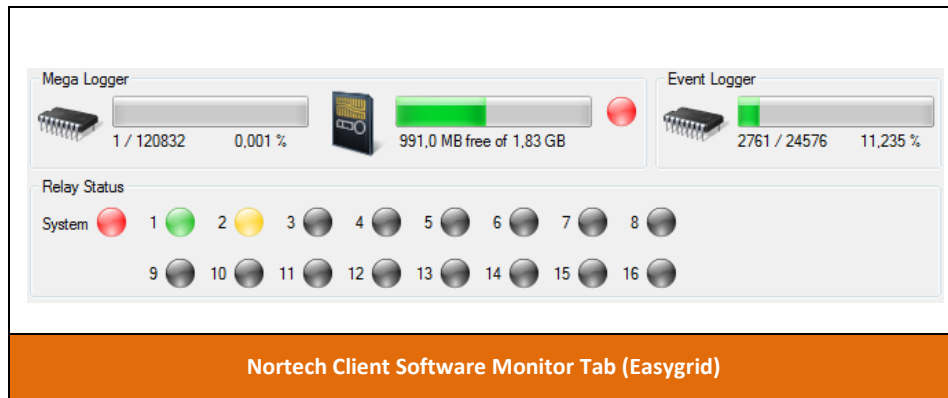 Mega Logger
Event Logger
1 / 120832 0,001 % 991,0 MB free of 1,83 GB 2761 / 24576 11,235 %
Relay Status
System 1 2 3 4 5 6 7 8
9 10 11 12 13 14 15 16
Nortech Client Software Monitor Tab (Easygrid)